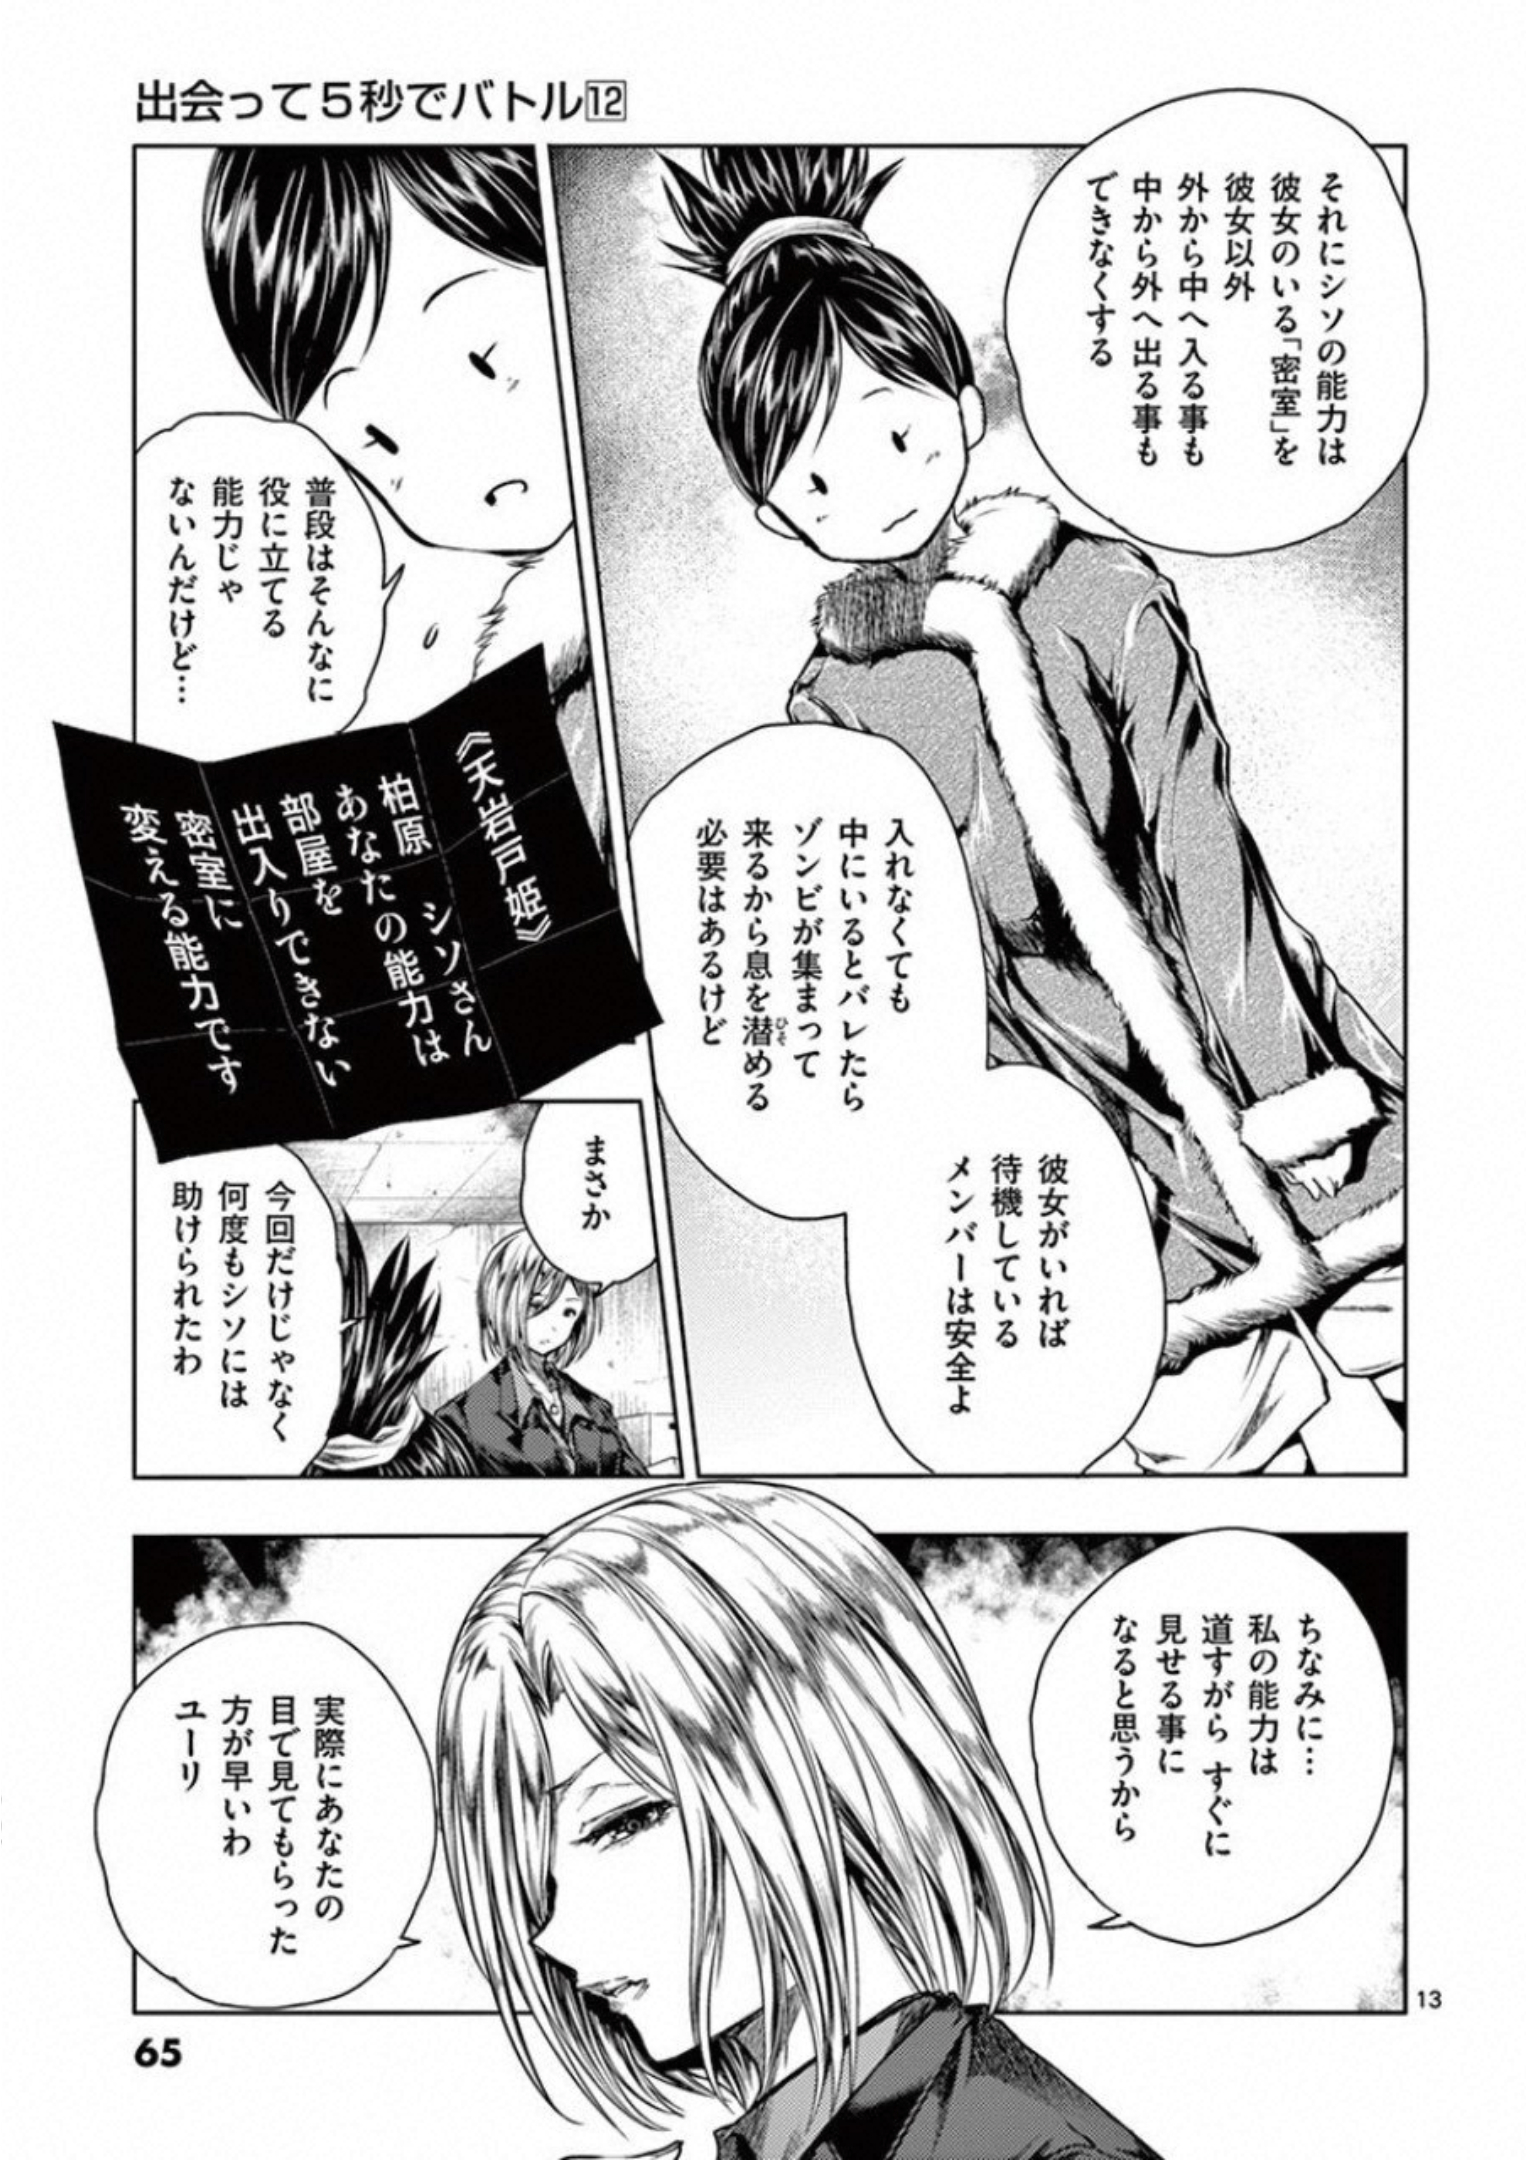 出会って5秒でバトル12
それにシソの能力は
彼女のいる「密室」を
彼女以外
外から中へ入る事も
中から外へ出る事も
できなくする
入れなくても
中にいるとバレたら
ゾンビが集まって
来るから息を潜める
ひそ
必要はあるけど
彼女がいれば
待機している
メンバーは安全よ
普段はそんなに
役に立てる
能力じゃ
ないんだけど…
《天岩戸姫》
柏原 シソさん
あなたの能力は
部屋を
出入りできない
密室に
変える能力です
まさか
今回だけじゃなく
何度もシソには
助けられたわ
ちなみに…
私の能力は
道すがら すぐに
見せる事に
なると思うから
実際にあなたの
目で見てもらった
方が早いわ
ユーリ
13
65